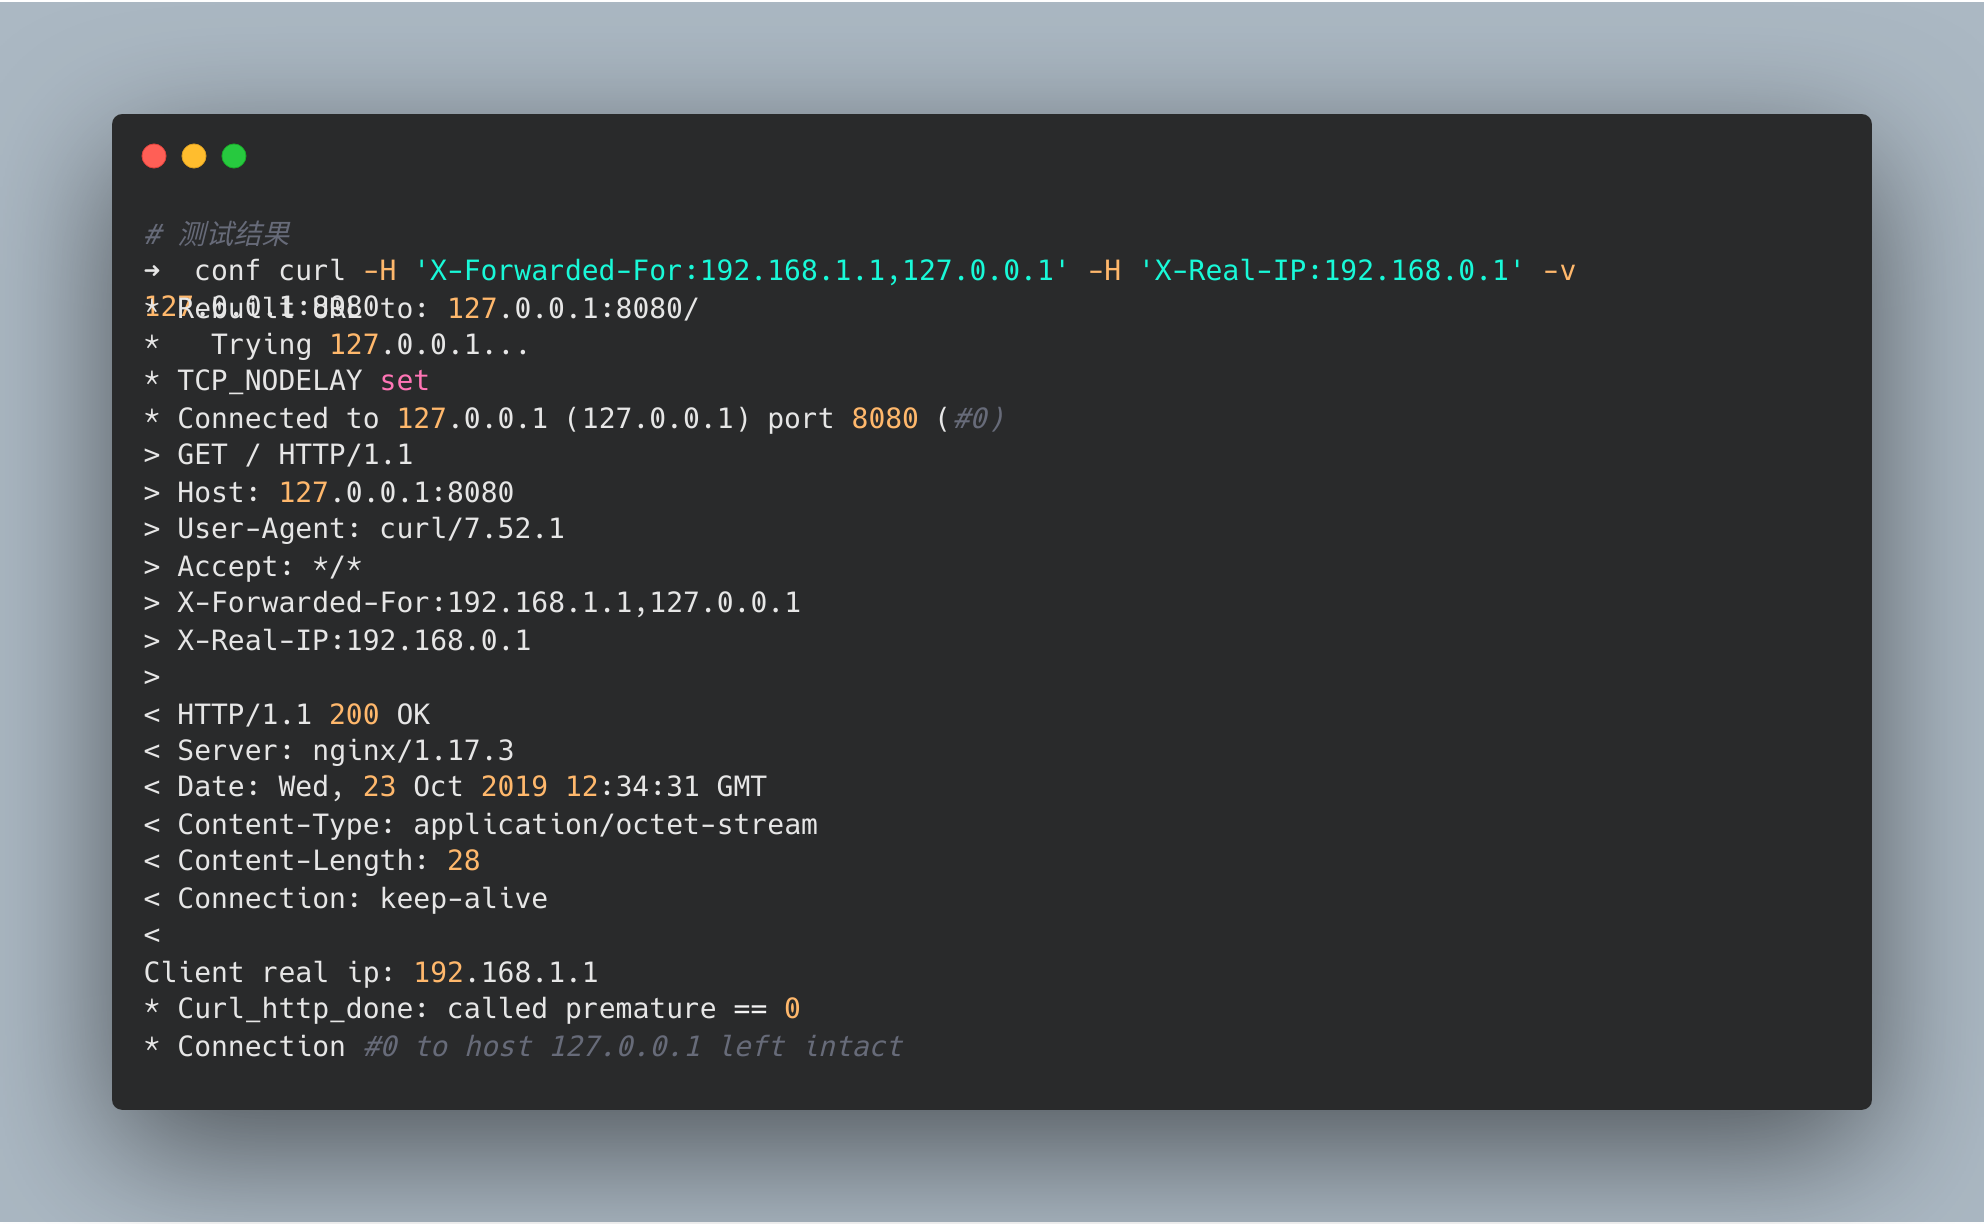 # 测试结果
➜  conf curl -H 'X-Forwarded-For:192.168.1.1,127.0.0.1' -H 'X-Real-IP:192.168.0.1' -v
127.0.0.1:8080
* Rebuilt URL to: 127.0.0.1:8080/
*   Trying 127.0.0.1...
* TCP_NODELAY set
* Connected to 127.0.0.1 (127.0.0.1) port 8080 (#0)
> GET / HTTP/1.1
> Host: 127.0.0.1:8080
> User-Agent: curl/7.52.1
> Accept: */*
> X-Forwarded-For:192.168.1.1,127.0.0.1
> X-Real-IP:192.168.0.1
>
< HTTP/1.1 200 OK
< Server: nginx/1.17.3
< Date: Wed, 23 Oct 2019 12:34:31 GMT
< Content-Type: application/octet-stream
< Content-Length: 28
< Connection: keep-alive
<
Client real ip: 192.168.1.1
* Curl_http_done: called premature == 0
* Connection #0 to host 127.0.0.1 left intact